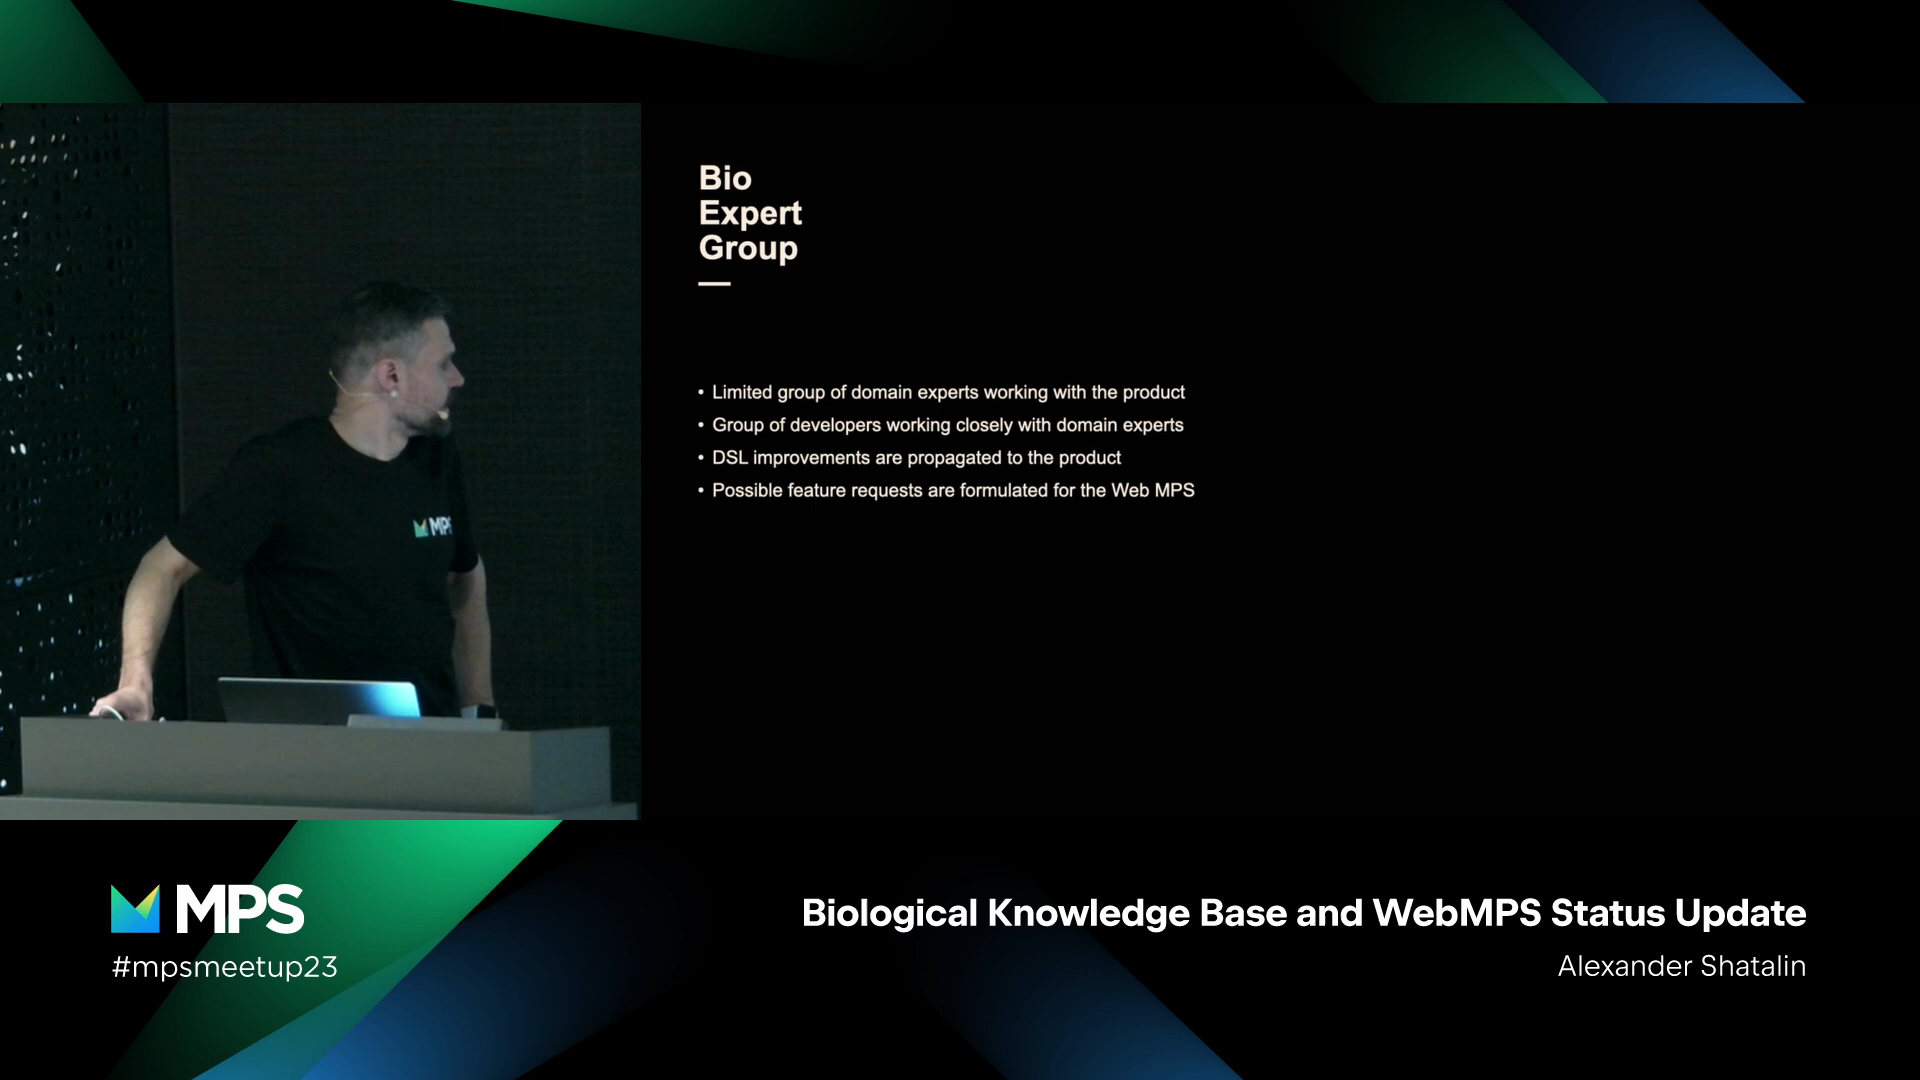 Bio
Expert
Group
• Limited group of domain experts working with the product
• Group of developers working closely with domain experts
• DSL improvements are propagated to the product
• Possible feature requests are formulated for the Web MPS
MPS
MPS
#mpsmeetup23
Biological Knowledge Base and WebMPS Status Update
Alexander Shatalin